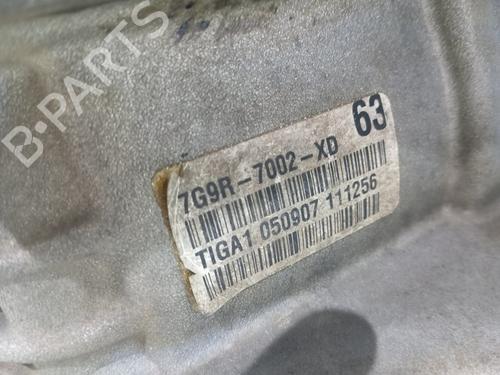 B-PARTS
63
7G9R-7002-XD
TIGA1 050907 111256